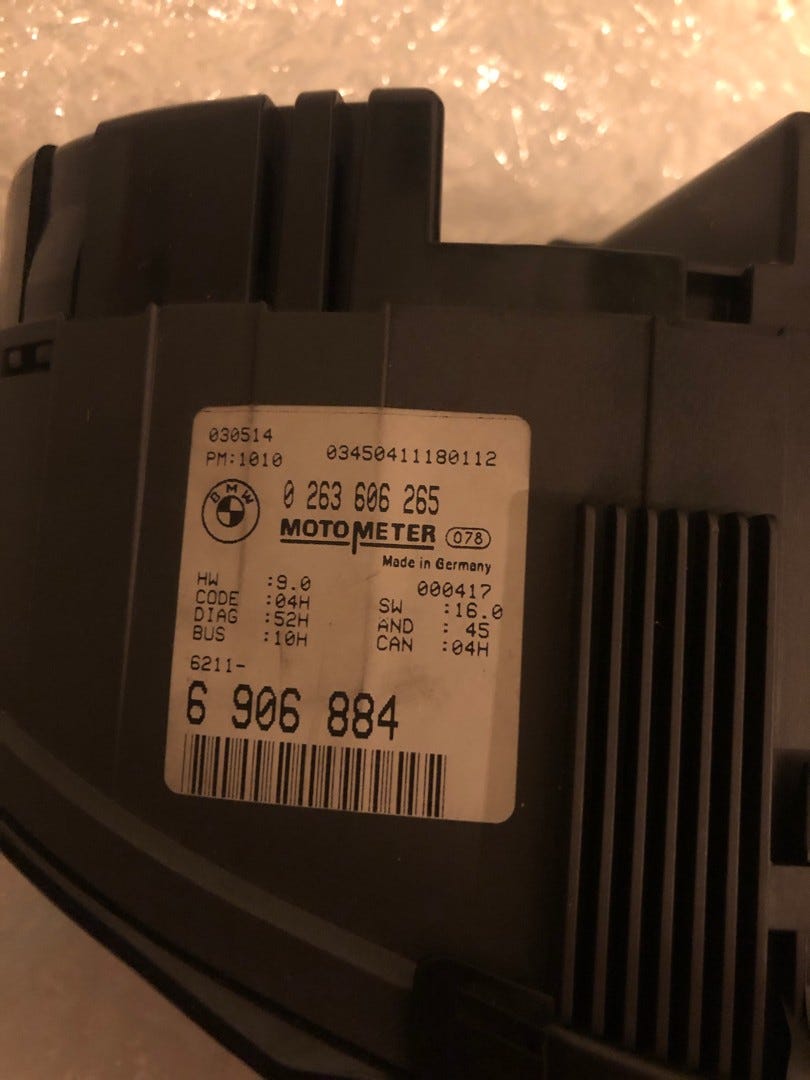 030514
PM:1010 03450411180112
BMW 0 263 606 265
MOTOMETER 078
Made in Germany
HW :9.0 000417
CODE :04H SW :16.0
DIAG :52H AND : 45
BUS :10H CAN :04H
6211-
6 906 884